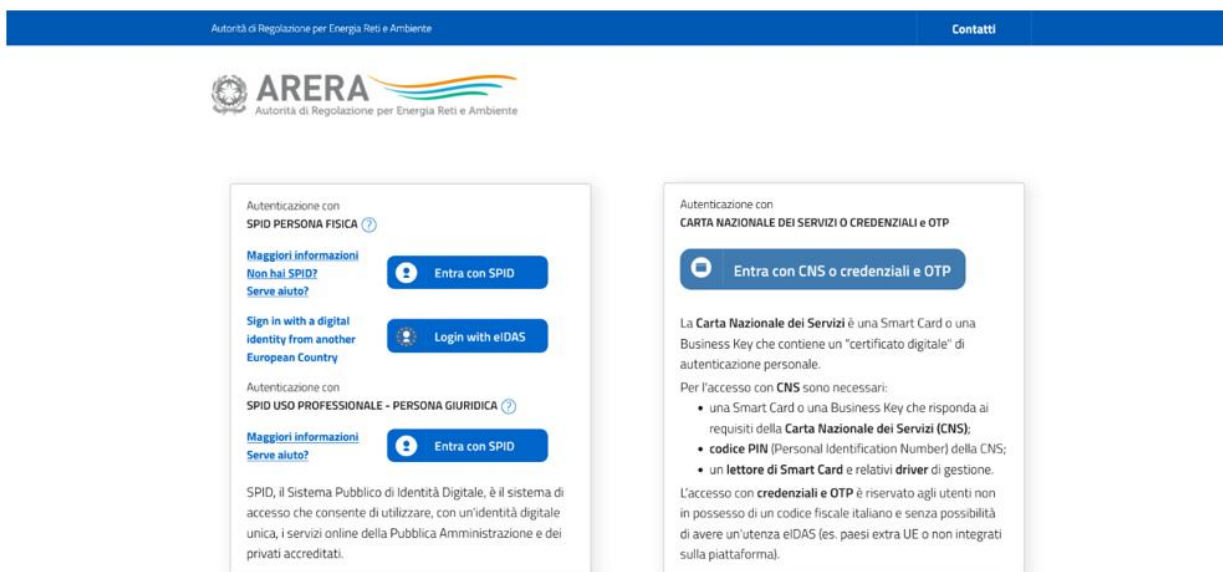 Autorità di Regolazione per Energia Reti e Ambiente
Contatti
ARERA
Autorità di Regolazione per Energia Reti e Ambiente
Autenticazione con
SPID PERSONA FISICA ?
Maggiori informazioni
Non hai SPID?
Serve aiuto?
Entra con SPID
Sign in with a digital
identity from another
European Country
Login with eIDAS
Autenticazione con
SPID USO PROFESSIONALE - PERSONA GIURIDICA ?
Maggiori informazioni
Serve aiuto?
Entra con SPID
SPID, il Sistema Pubblico di Identità Digitale, è il sistema di
accesso che consente di utilizzare, con un'identità digitale
unica, i servizi online della Pubblica Amministrazione e dei
privati accreditati.
Autenticazione con
CARTA NAZIONALE DEI SERVIZI O CREDENZIALI e OTP
Entra con CNS o credenziali e OTP
La Carta Nazionale dei Servizi è una Smart Card o una
Business Key che contiene un "certificato digitale" di
autenticazione personale.
Per l'accesso con CNS sono necessari:
• una Smart Card o una Business Key che risponda ai
requisiti della Carta Nazionale dei Servizi (CNS);
• codice PIN (Personal Identification Number) della CNS;
• un lettore di Smart Card e relativi driver di gestione.
L'accesso con credenziali e OTP è riservato agli utenti non
in possesso di un codice fiscale italiano e senza possibilità
di avere un'utenza eIDAS (es. paesi extra UE o non integrati
sulla piattaforma).